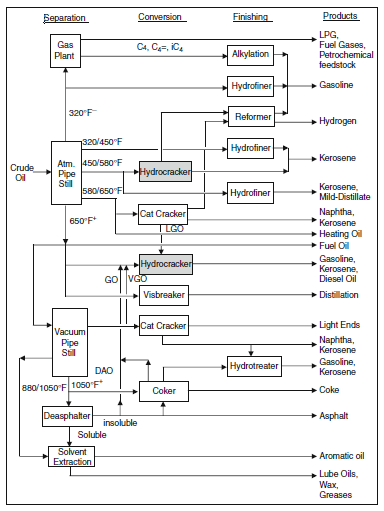 Separation Conversion Finishing Products
Gas
Plant
C4, C4=, iC4
Alkylation
LPG,
Fuel Gases,
Petrochemical
feedstock
Hydrofiner
Gasoline
320°F⁻
Reformer
Hydrogen
320/450°F
Hydrofiner
Kerosene
Crude
Oil
Atm.
Pipe
Still
450/580°F
Hydrocracker
580/650°F
Hydrofiner
Kerosene,
Mild-Distillate
Cat Cracker
Naphtha,
Kerosene
650°F⁺
LGO
Heating Oil
Fuel Oil
Hydrocracker
Gasoline,
Kerosene,
Diesel Oil
GO
VGO
Visbreaker
Distillation
Vacuum
Pipe
Still
Cat Cracker
Light Ends
Naphtha,
Kerosene
Hydrotreater
Gasoline,
Kerosene
DAO
880/1050°F
1050°F⁺
Coker
Coke
Deasphalter
insoluble
Asphalt
Soluble
Solvent
Extraction
Aromatic oil
Lube Oils,
Wax,
Greases